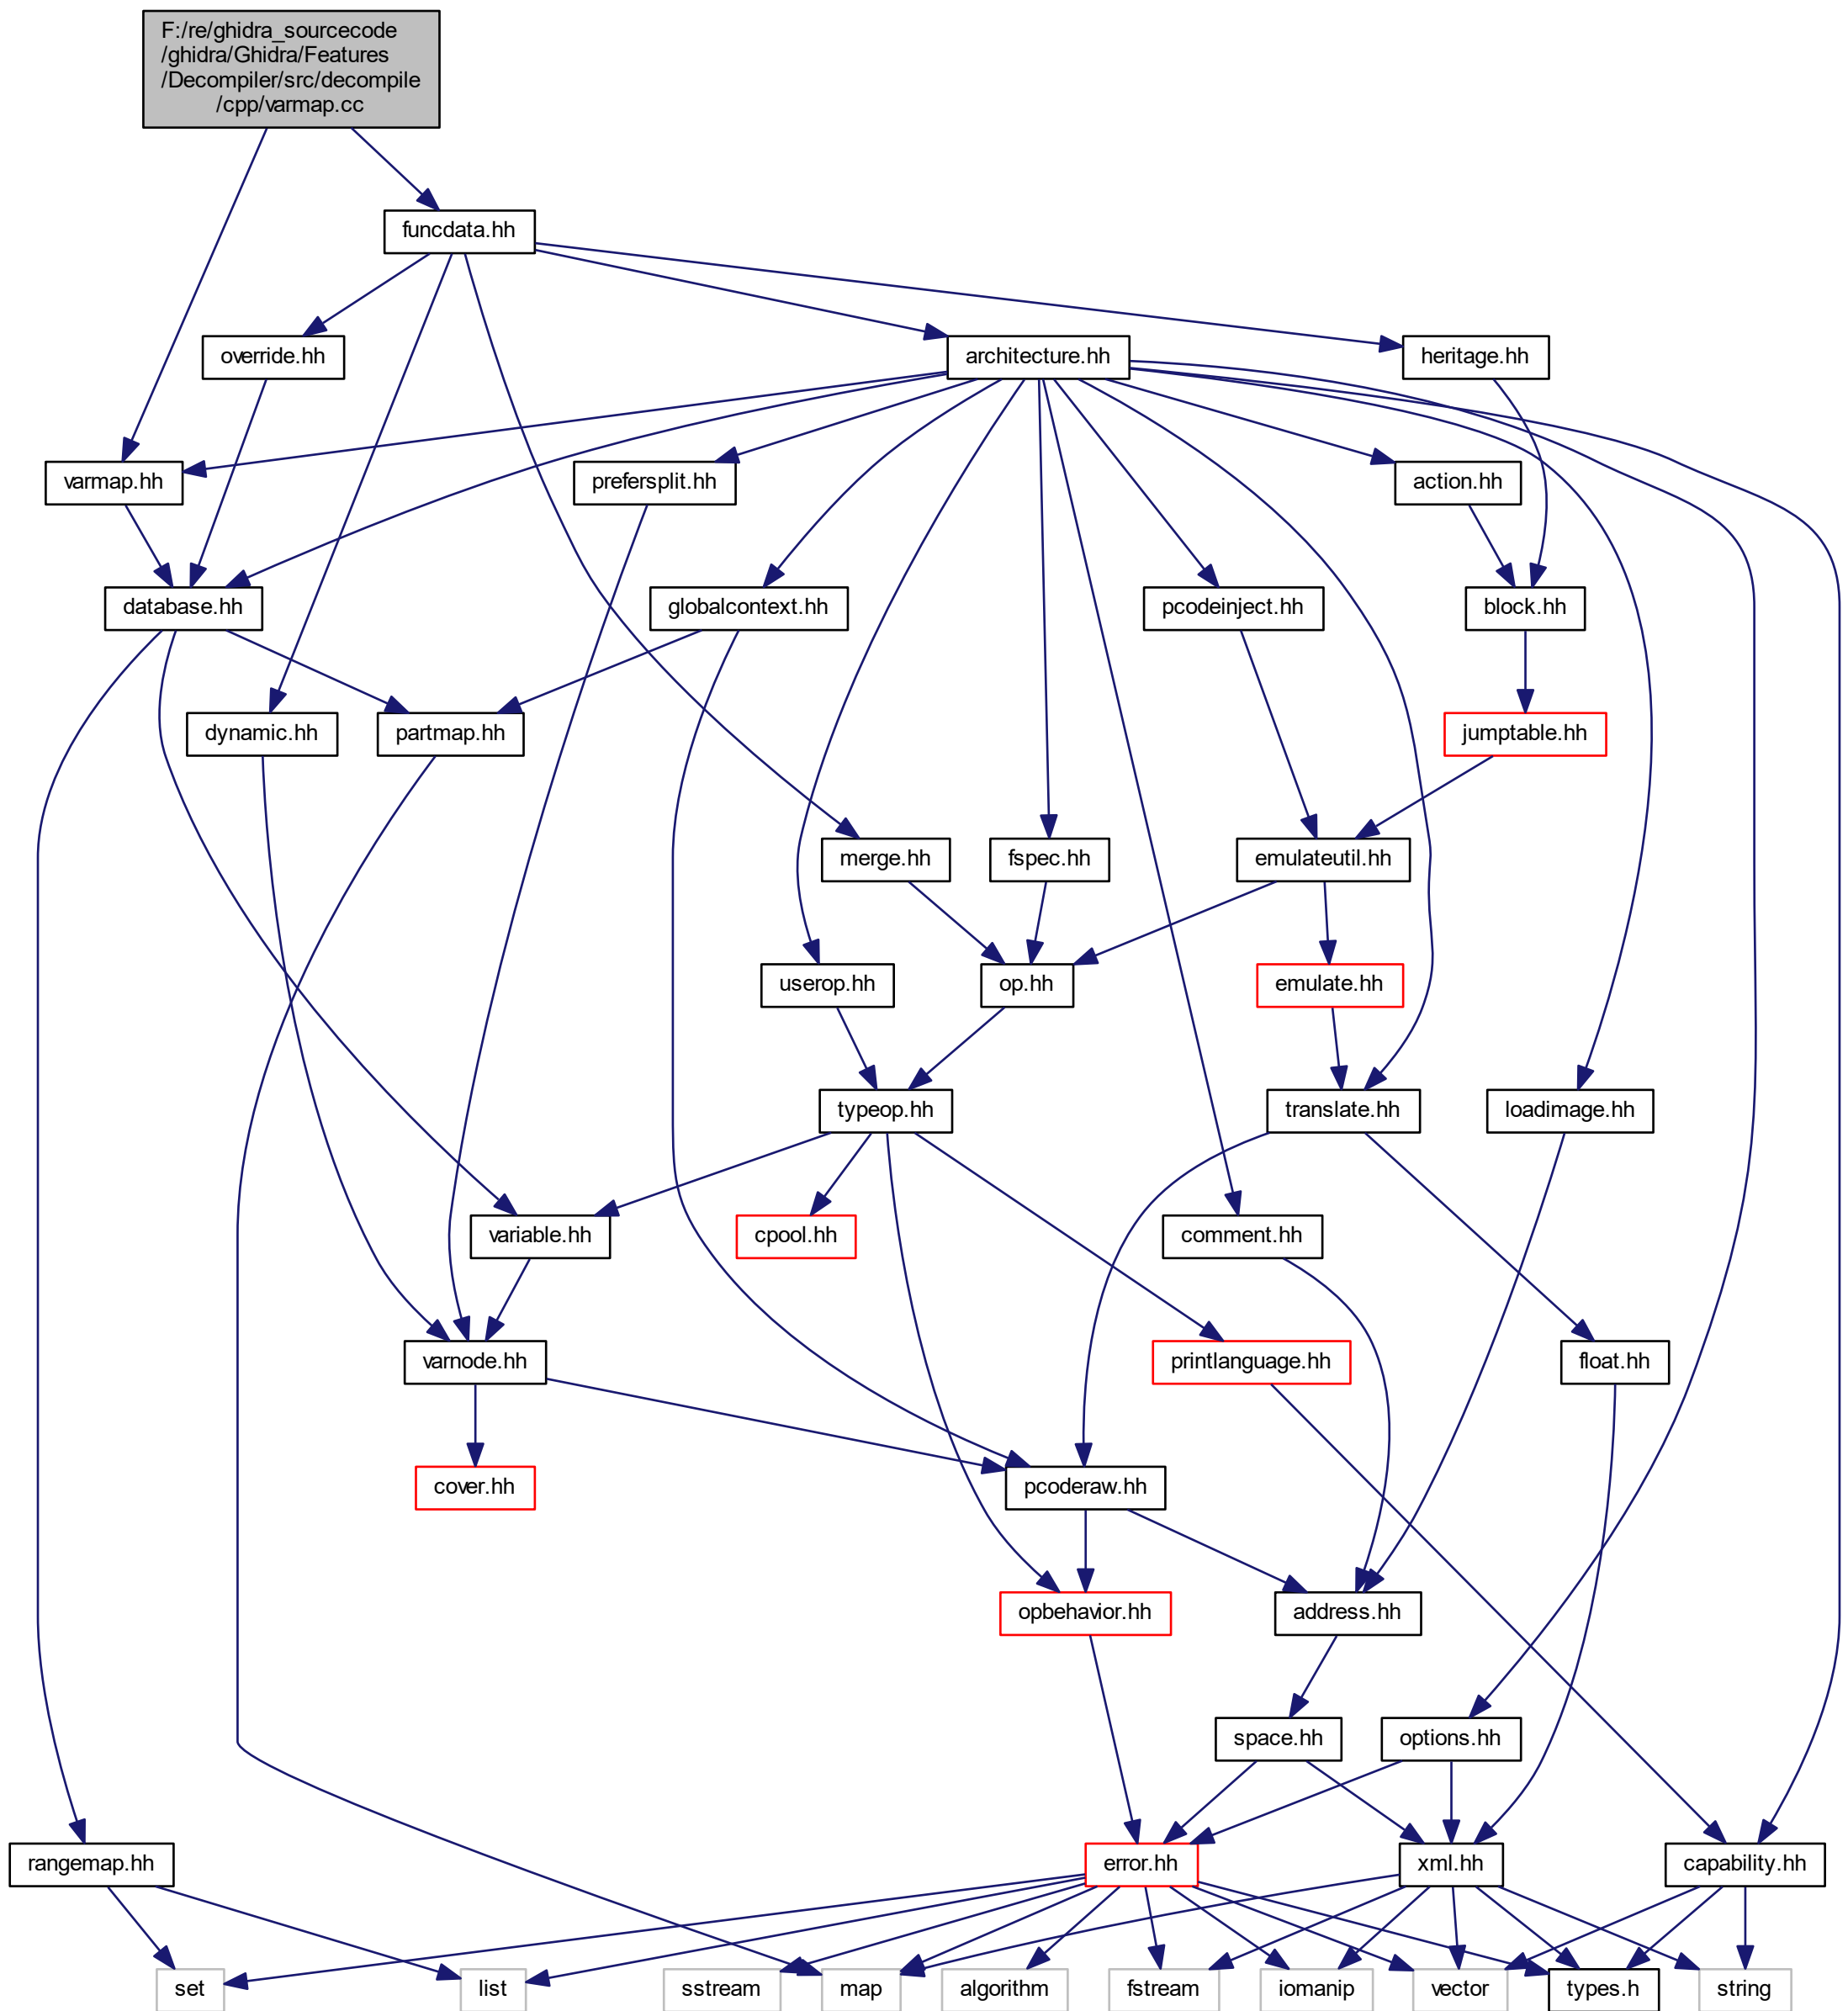 F:/re/ghidra_sourcecode
/ghidra/Ghidra/Features
/Decompiler/src/decompile
/cpp/varmap.cc
funcdata.hh
override.hh
architecture.hh
heritage.hh
varmap.hh
prefersplit.hh
action.hh
database.hh
globalcontext.hh
pcodeinject.hh
block.hh
dynamic.hh
partmap.hh
jumptable.hh
merge.hh
fspec.hh
emulateutil.hh
userop.hh
op.hh
emulate.hh
typeop.hh
translate.hh
loadimage.hh
variable.hh
cpool.hh
comment.hh
varnode.hh
printlanguage.hh
float.hh
cover.hh
pcoderaw.hh
opbehavior.hh
address.hh
space.hh
options.hh
rangemap.hh
error.hh
xml.hh
capability.hh
set
list
sstream
map
algorithm
fstream
iomanip
vector
types.h
string